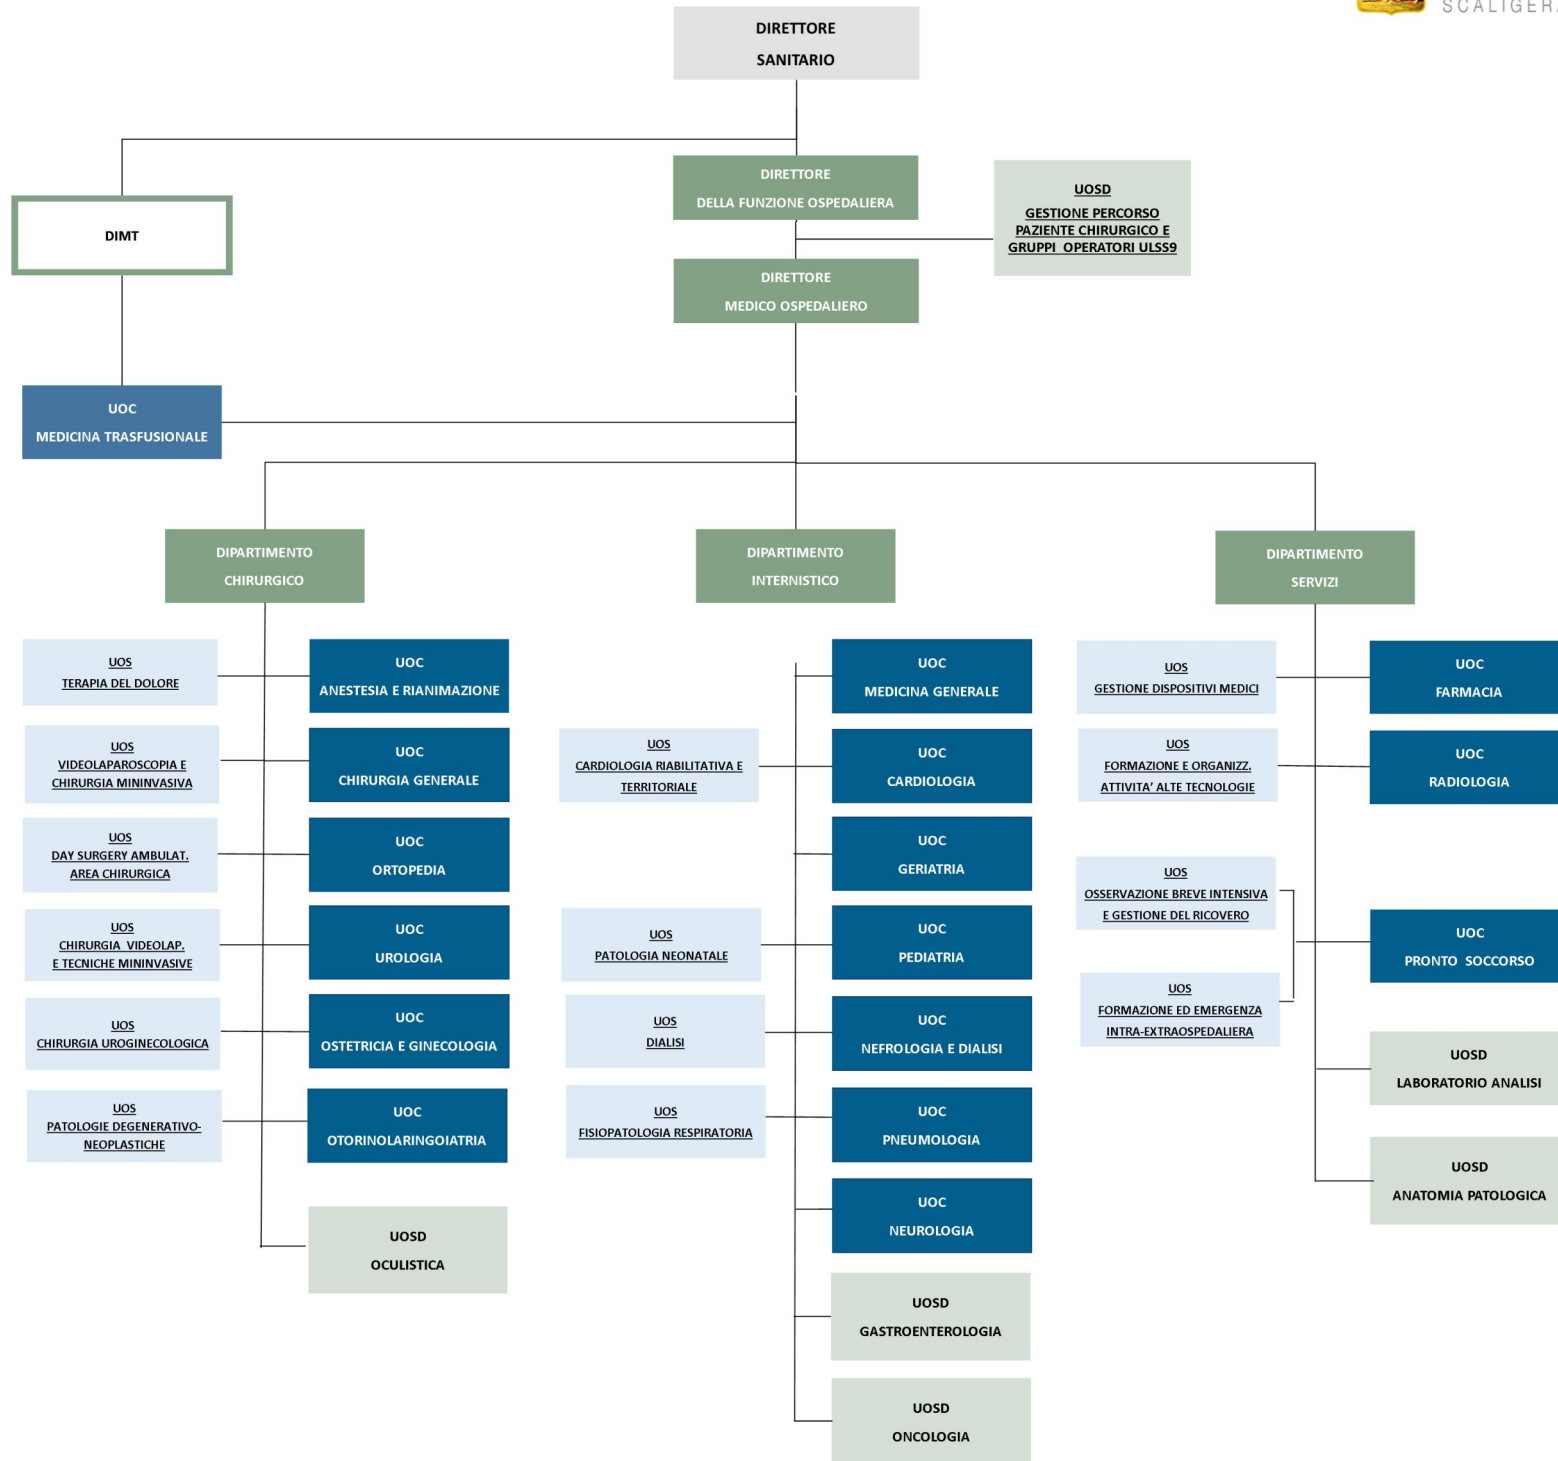 SCALIGERA
DIRETTORE
SANITARIO
DIRETTORE
DELLA FUNZIONE OSPEDALIERA
UOSD
GESTIONE PERCORSO
PAZIENTE CHIRURGICO E
GRUPPI OPERATORI ULSS9
DIMT
DIRETTORE
MEDICO OSPEDALIERO
UOC
MEDICINA TRASFUSIONALE
DIPARTIMENTO
CHIRURGICO
UOS
TERAPIA DEL DOLORE
UOC
ANESTESIA E RIANIMAZIONE
UOS
VIDEOLAPAROSCOPIA E
CHIRURGIA MININVASIVA
UOC
CHIRURGIA GENERALE
UOS
DAY SURGERY AMBULAT.
AREA CHIRURGICA
UOC
ORTOPEDIA
UOS
CHIRURGIA VIDEOLAP.
E TECNICHE MININVASIVE
UOC
UROLOGIA
UOS
CHIRURGIA UROGINECOLOGICA
UOC
OSTETRICIA E GINECOLOGIA
UOS
PATOLOGIE DEGENERATIVO-
NEOPLASTICHE
UOC
OTORINOLARINGOIATRIA
UOSD
OCULISTICA
DIPARTIMENTO
INTERNISTICO
UOC
MEDICINA GENERALE
UOS
CARDIOLOGIA RIABILITATIVA E
TERRITORIALE
UOC
CARDIOLOGIA
UOC
GERIATRIA
UOS
PATOLOGIA NEONATALE
UOC
PEDIATRIA
UOS
DIALISI
UOC
NEFROLOGIA E DIALISI
UOS
FISIOPATOLOGIA RESPIRATORIA
UOC
PNEUMOLOGIA
UOC
NEUROLOGIA
UOSD
GASTROENTEROLOGIA
UOSD
ONCOLOGIA
DIPARTIMENTO
SERVIZI
UOS
GESTIONE DISPOSITIVI MEDICI
UOC
FARMACIA
UOS
FORMAZIONE E ORGANIZZ.
ATTIVITA' ALTE TECNOLOGIE
UOC
RADIOLOGIA
UOS
OSSERVAZIONE BREVE INTENSIVA
E GESTIONE DEL RICOVERO
UOC
PRONTO SOCCORSO
UOS
FORMAZIONE ED EMERGENZA
INTRA-EXTRAOSPEDALIERA
UOSD
LABORATORIO ANALISI
UOSD
ANATOMIA PATOLOGICA